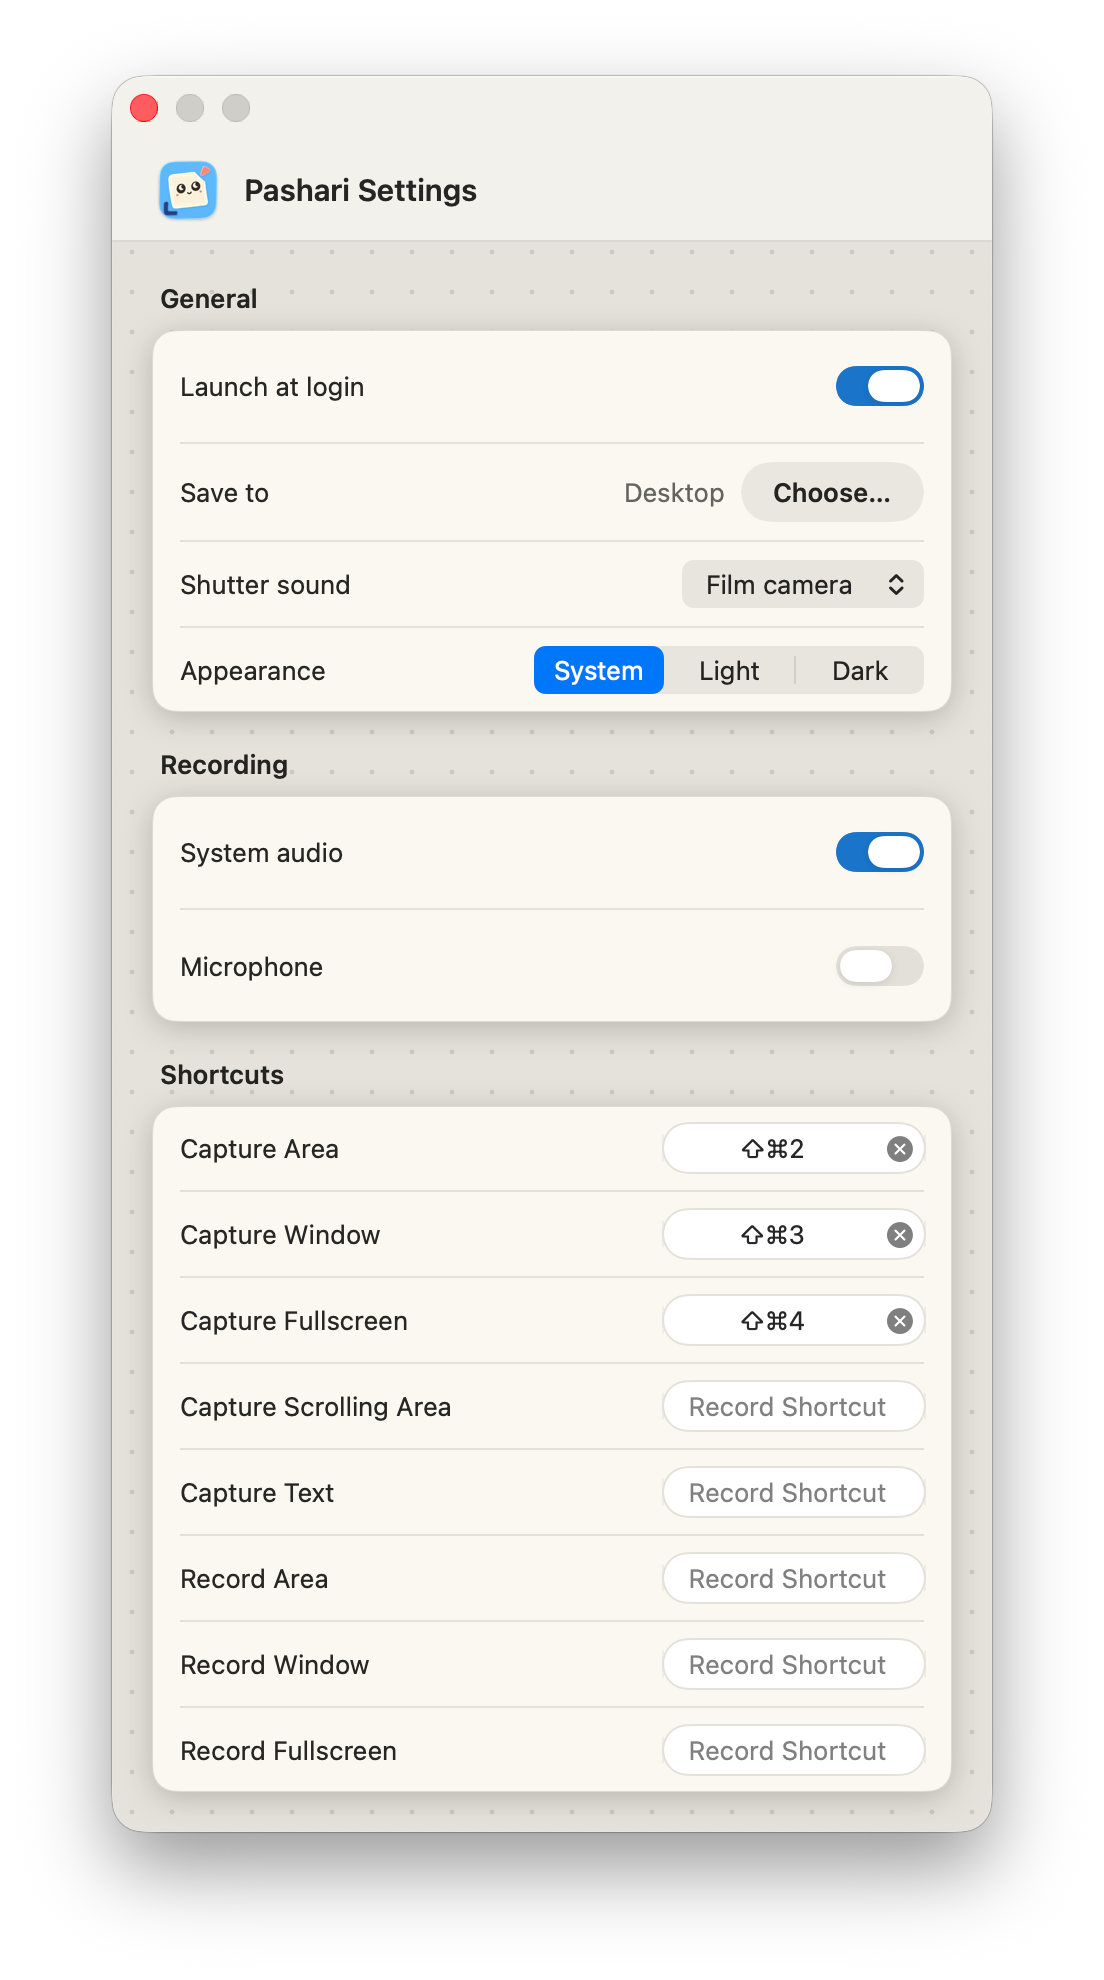 Pashari Settings
General
Launch at login
Save to Desktop Choose...
Shutter sound Film camera
Appearance System Light Dark
Recording
System audio
Microphone
Shortcuts
Capture Area ⇧⌘2
Capture Window ⇧⌘3
Capture Fullscreen ⇧⌘4
Capture Scrolling Area Record Shortcut
Capture Text Record Shortcut
Record Area Record Shortcut
Record Window Record Shortcut
Record Fullscreen Record Shortcut